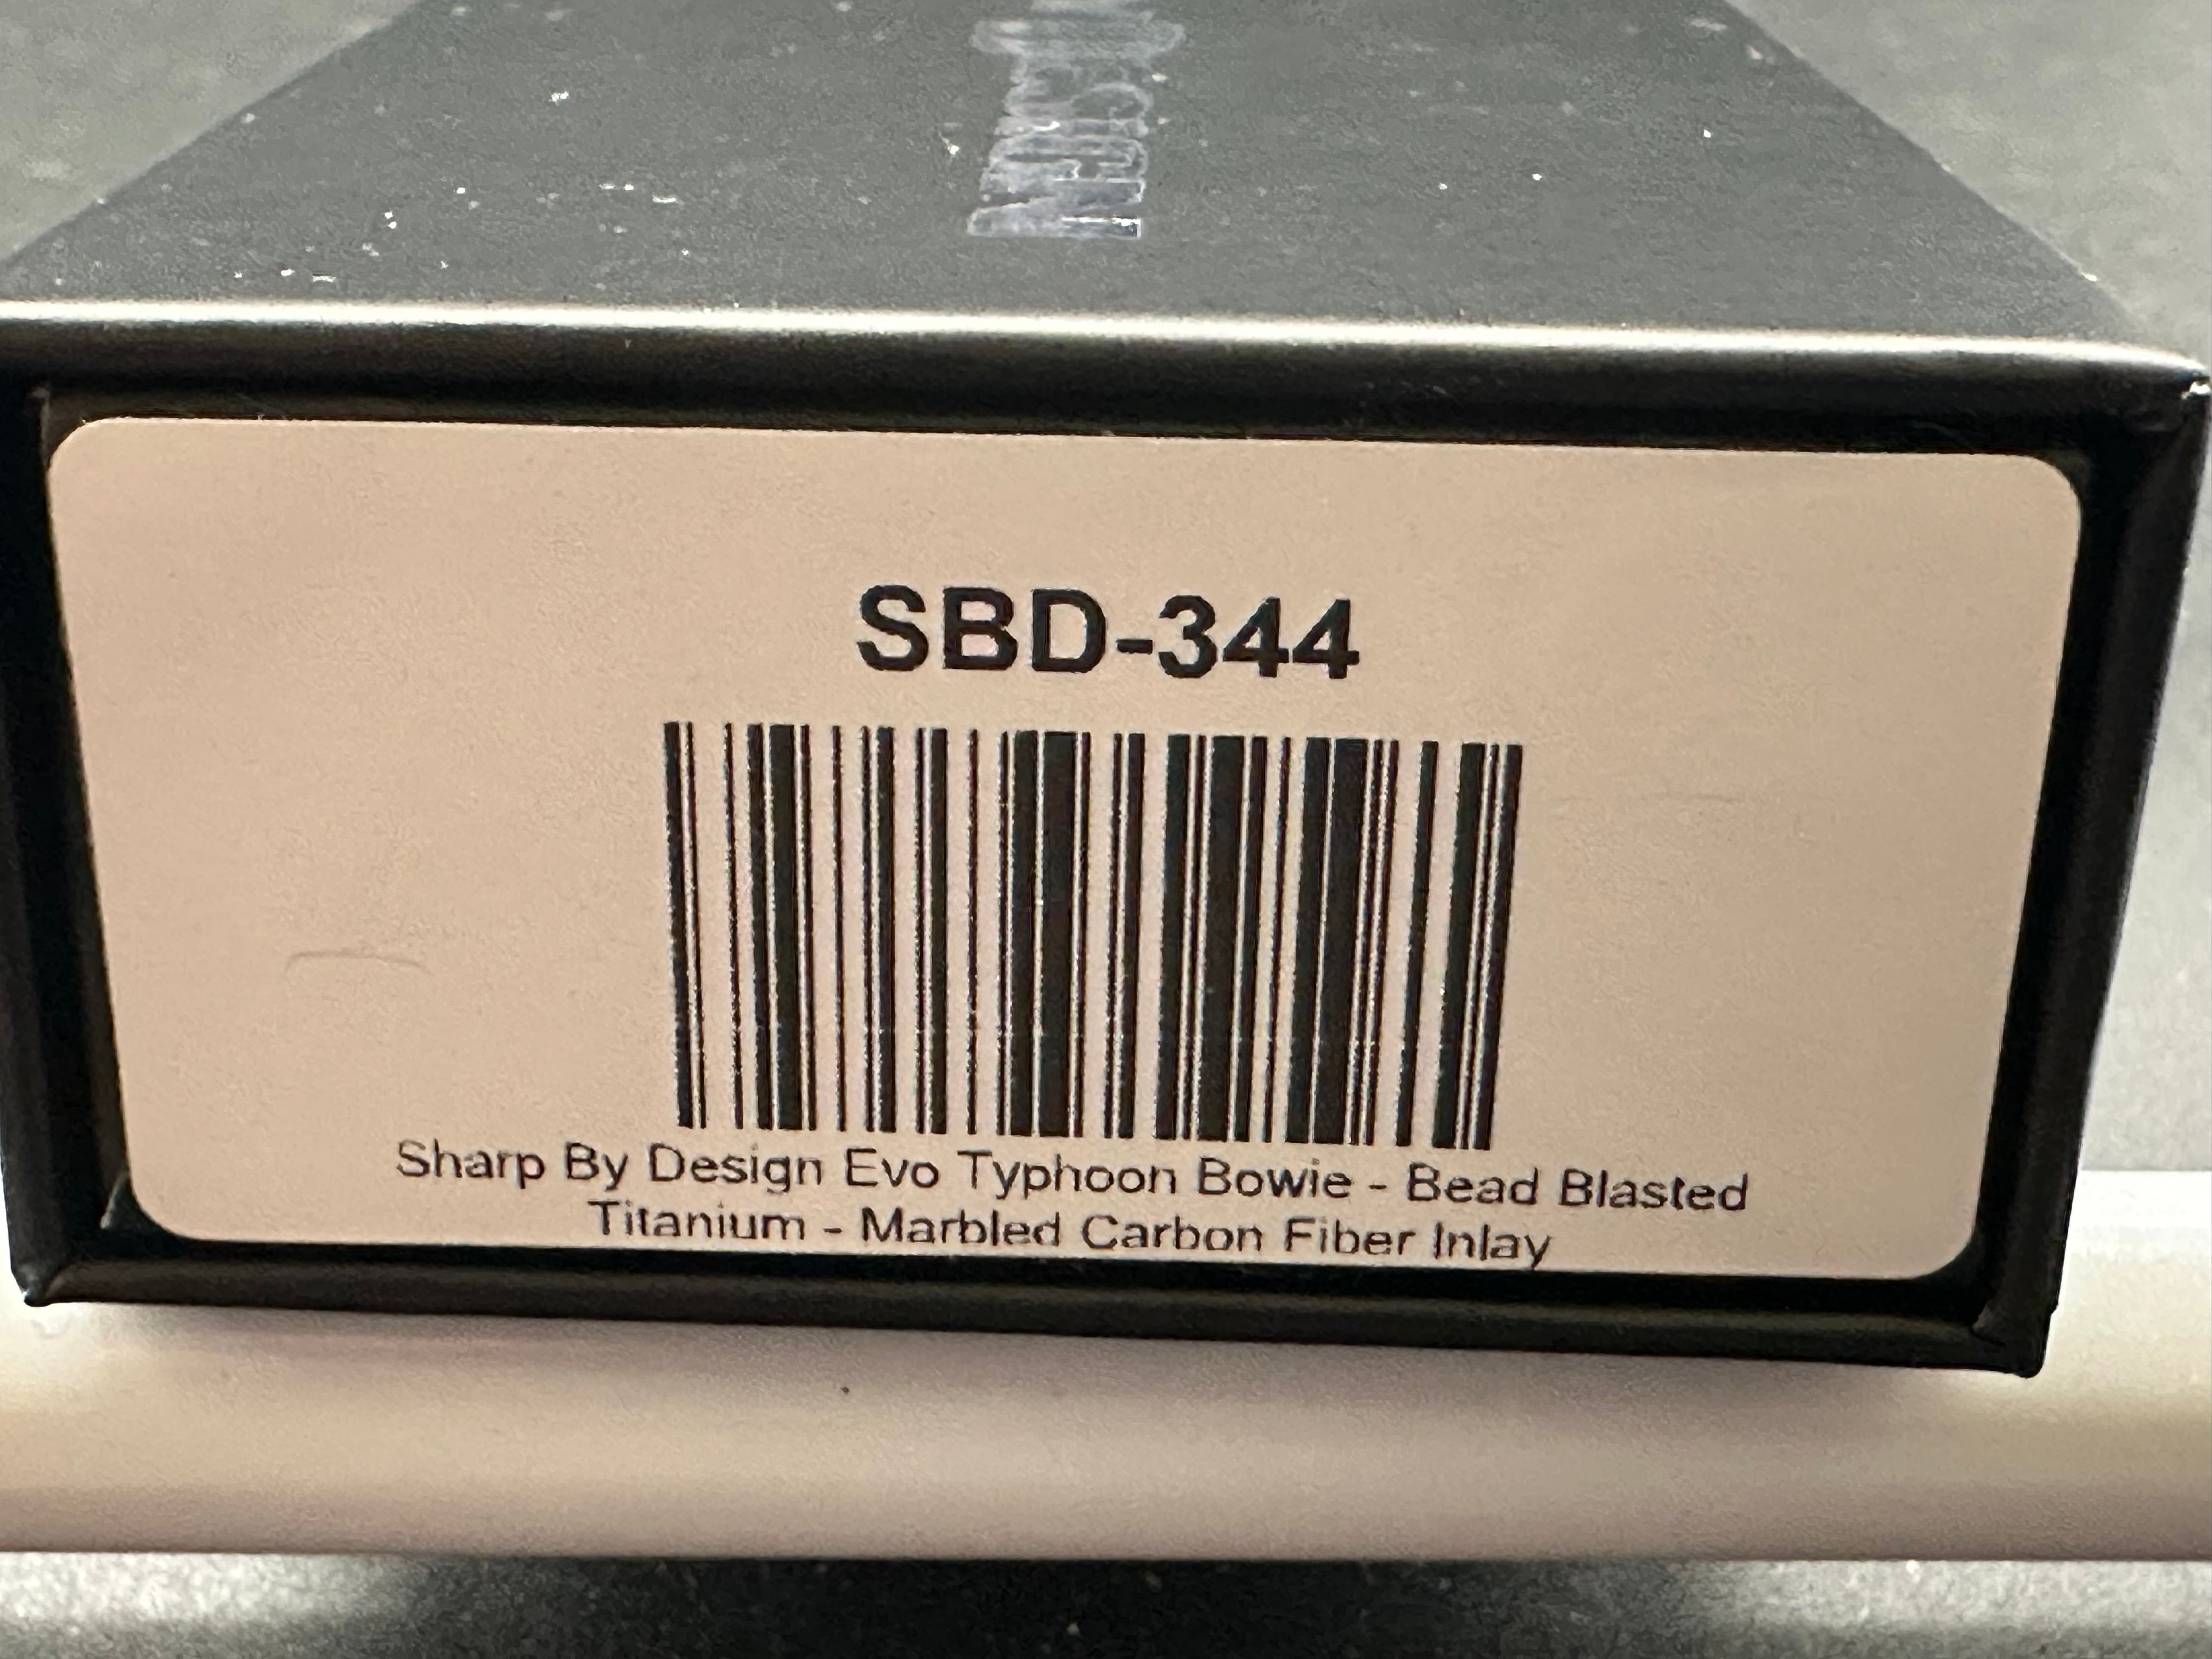 SBD-344
Sharp By Design Evo Typhoon Bowie - Bead Blasted
Titanium - Marbled Carbon Fiber Inlay